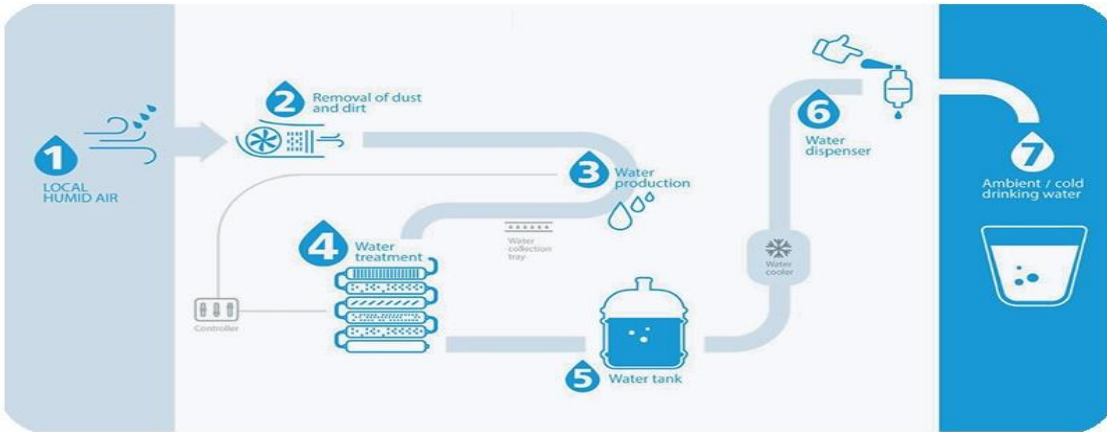 1
LOCAL
HUMID AIR
2
Removal of dust
and dirt
3
Water
production
Water
collection
tray
4
Water
treatment
Controller
5
Water tank
Water
cooler
6
Water
dispenser
7
Ambient / cold
drinking water